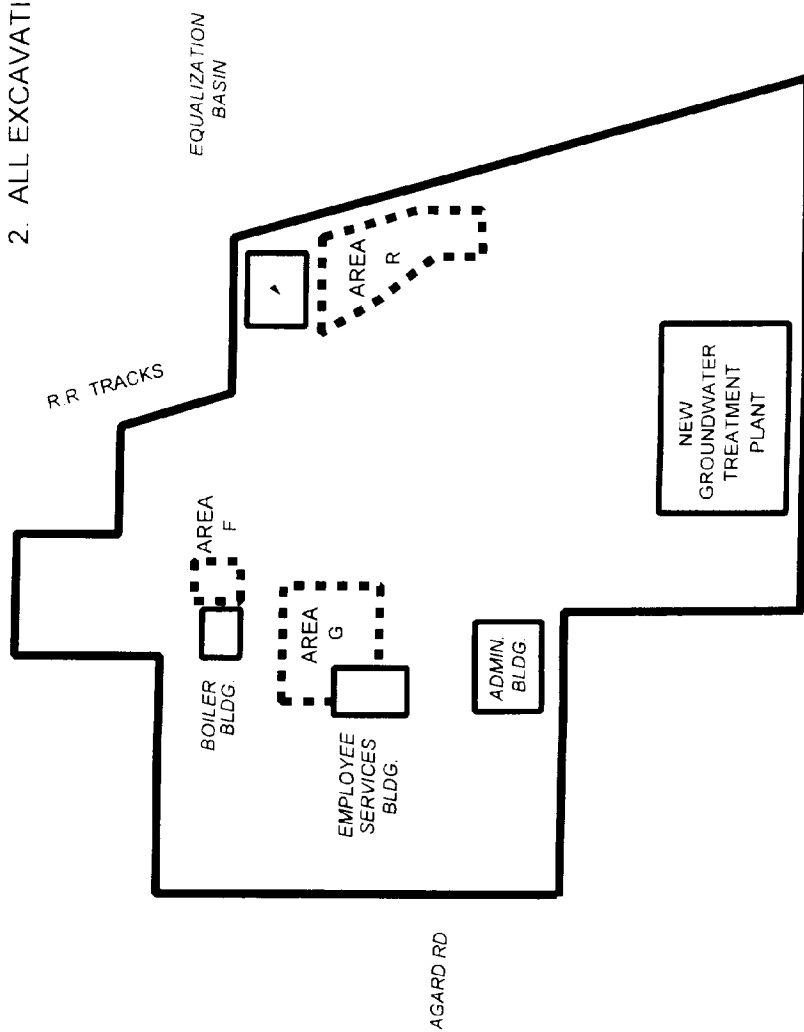 2. ALL EXCAVATI
EQUALIZATION
BASIN
R.R TRACKS
AREA
R
AREA
F
BOILER
BLDG.
AREA
G
EMPLOYEE
SERVICES
BLDG.
ADMIN.
BLDG.
NEW
GROUNDWATER
TREATMENT
PLANT
AGARD RD